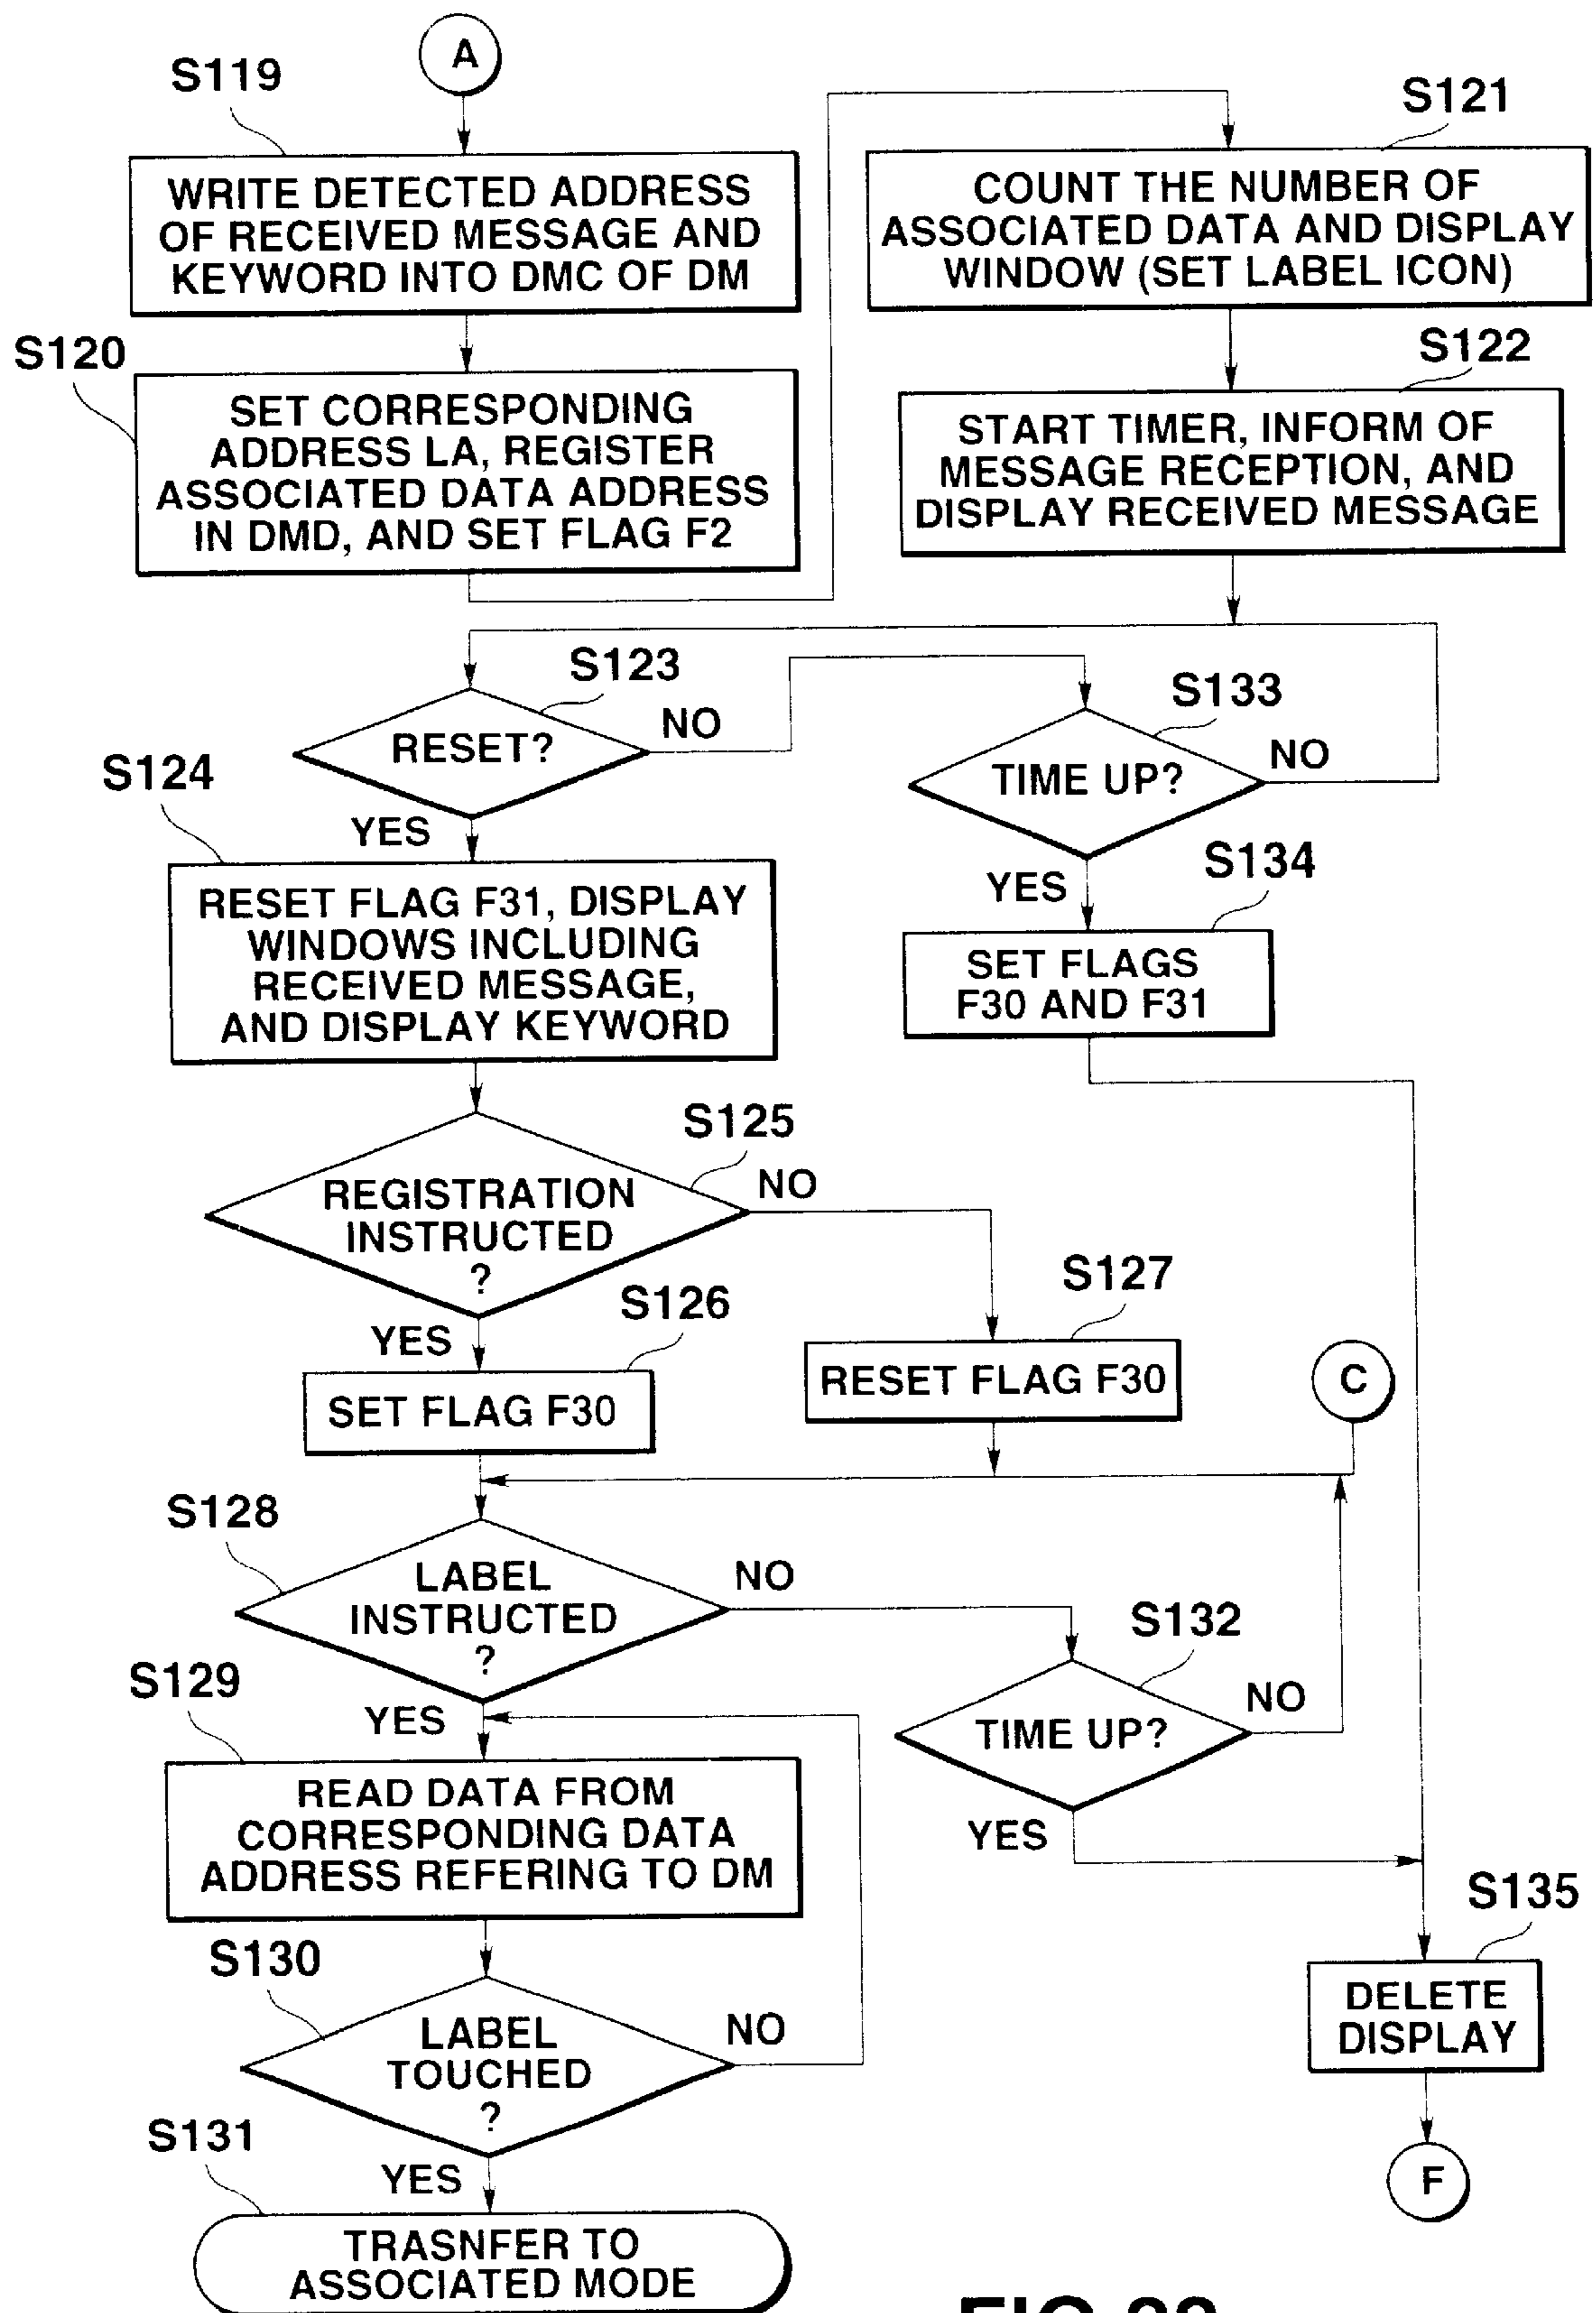 A
S119
WRITE DETECTED ADDRESS
OF RECEIVED MESSAGE AND
KEYWORD INTO DMC OF DM
S120
SET CORRESPONDING
ADDRESS LA, REGISTER
ASSOCIATED DATA ADDRESS
IN DMD, AND SET FLAG F2
S121
COUNT THE NUMBER OF
ASSOCIATED DATA AND DISPLAY
WINDOW (SET LABEL ICON)
S122
START TIMER, INFORM OF
MESSAGE RECEPTION, AND
DISPLAY RECEIVED MESSAGE
S123
RESET?
NO
YES
S133
TIME UP?
NO
YES
S134
SET FLAGS
F30 AND F31
S124
RESET FLAG F31, DISPLAY
WINDOWS INCLUDING
RECEIVED MESSAGE,
AND DISPLAY KEYWORD
S125
REGISTRATION
INSTRUCTED
?
NO
YES
S126
SET FLAG F30
S127
RESET FLAG F30
C
S128
LABEL
INSTRUCTED
?
NO
YES
S132
TIME UP?
NO
YES
S129
READ DATA FROM
CORRESPONDING DATA
ADDRESS REFERING TO DM
S130
LABEL
TOUCHED
?
NO
YES
S131
TRASNFER TO
ASSOCIATED MODE
S135
DELETE
DISPLAY
F